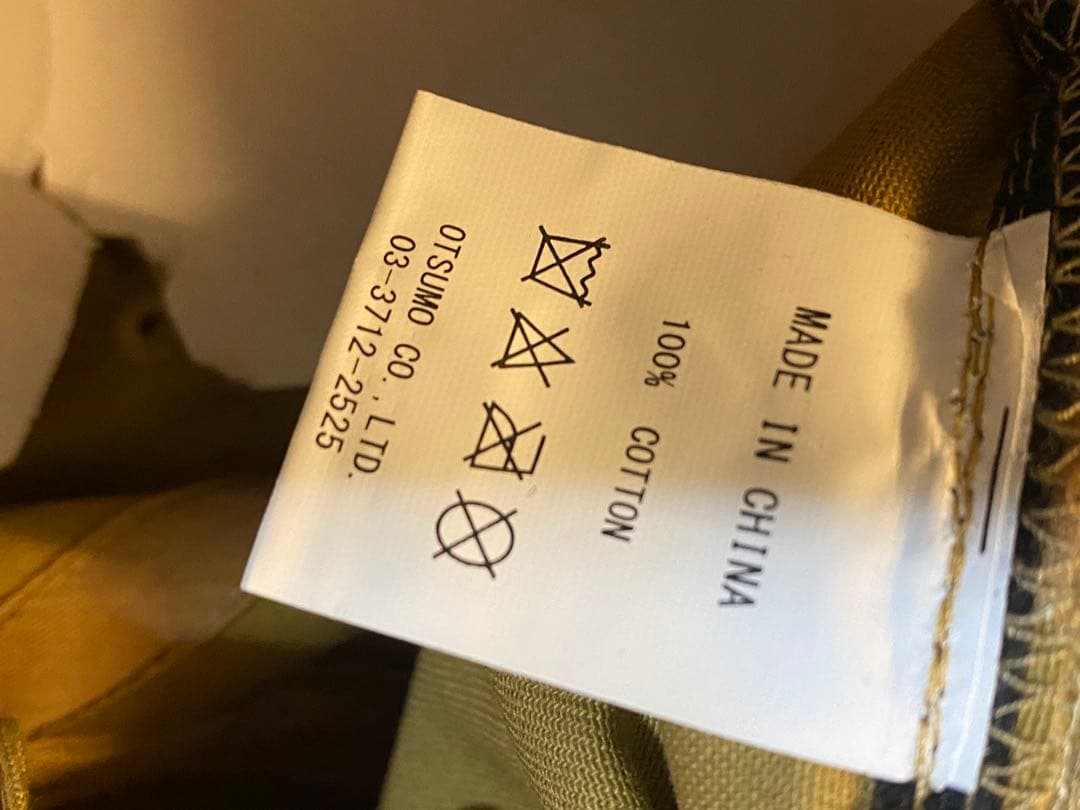 MADE IN CHINA
100% COTTON
OTSUMO CO.,LTD.
03-3712-2525